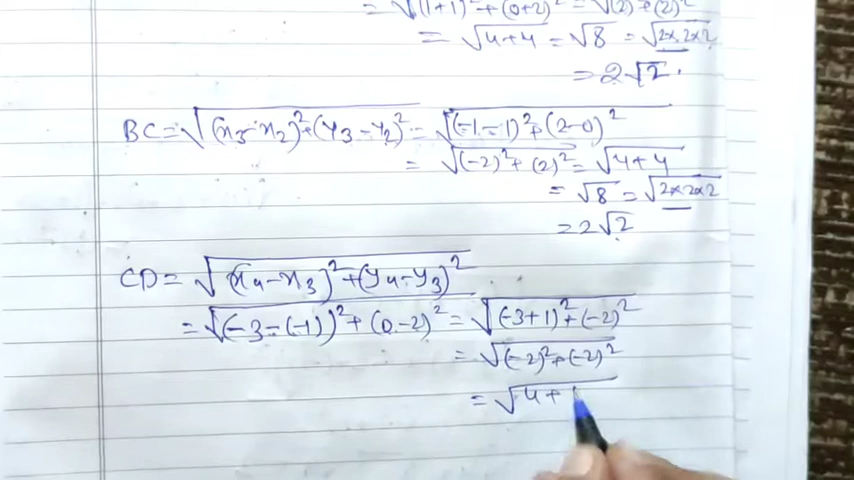 = √(1+1)² + (0+2)² = √(2)² + (2)²
= √4+4 = √8 = √2×2×2
= 2√2.
BC = √(x₃-x₂)² + (y₃-y₂)² = √(-1-1)² + (2-0)²
= √(-2)² + (2)² = √4+4
= √8 = √2×2×2
= 2√2
CD = √(x₄-x₃)² + (y₄-y₃)²
= √(-3-(-1))² + (0-2)² = √(-3+1)² + (-2)²
= √(-2)² + (-2)²
= √4+